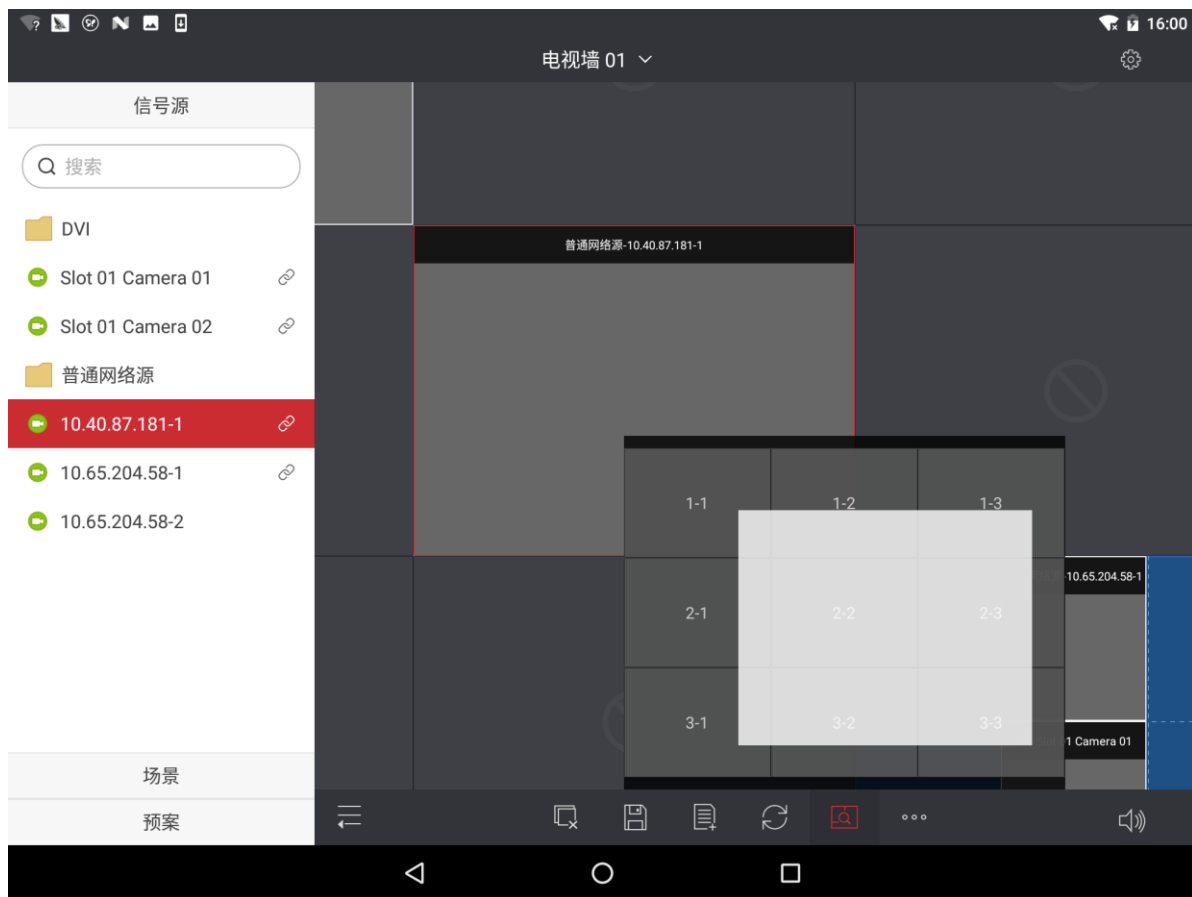 16:00
电视墙 01
信号源
搜索
DVI
Slot 01 Camera 01
Slot 01 Camera 02
普通网络源
10.40.87.181-1
10.65.204.58-1
10.65.204.58-2
场景
预案
普通网络源-10.40.87.181-1
1-1 1-2 1-3
2-1 2-2 2-3
3-1 3-2 3-3
-10.65.204.58-1
1 Camera 01